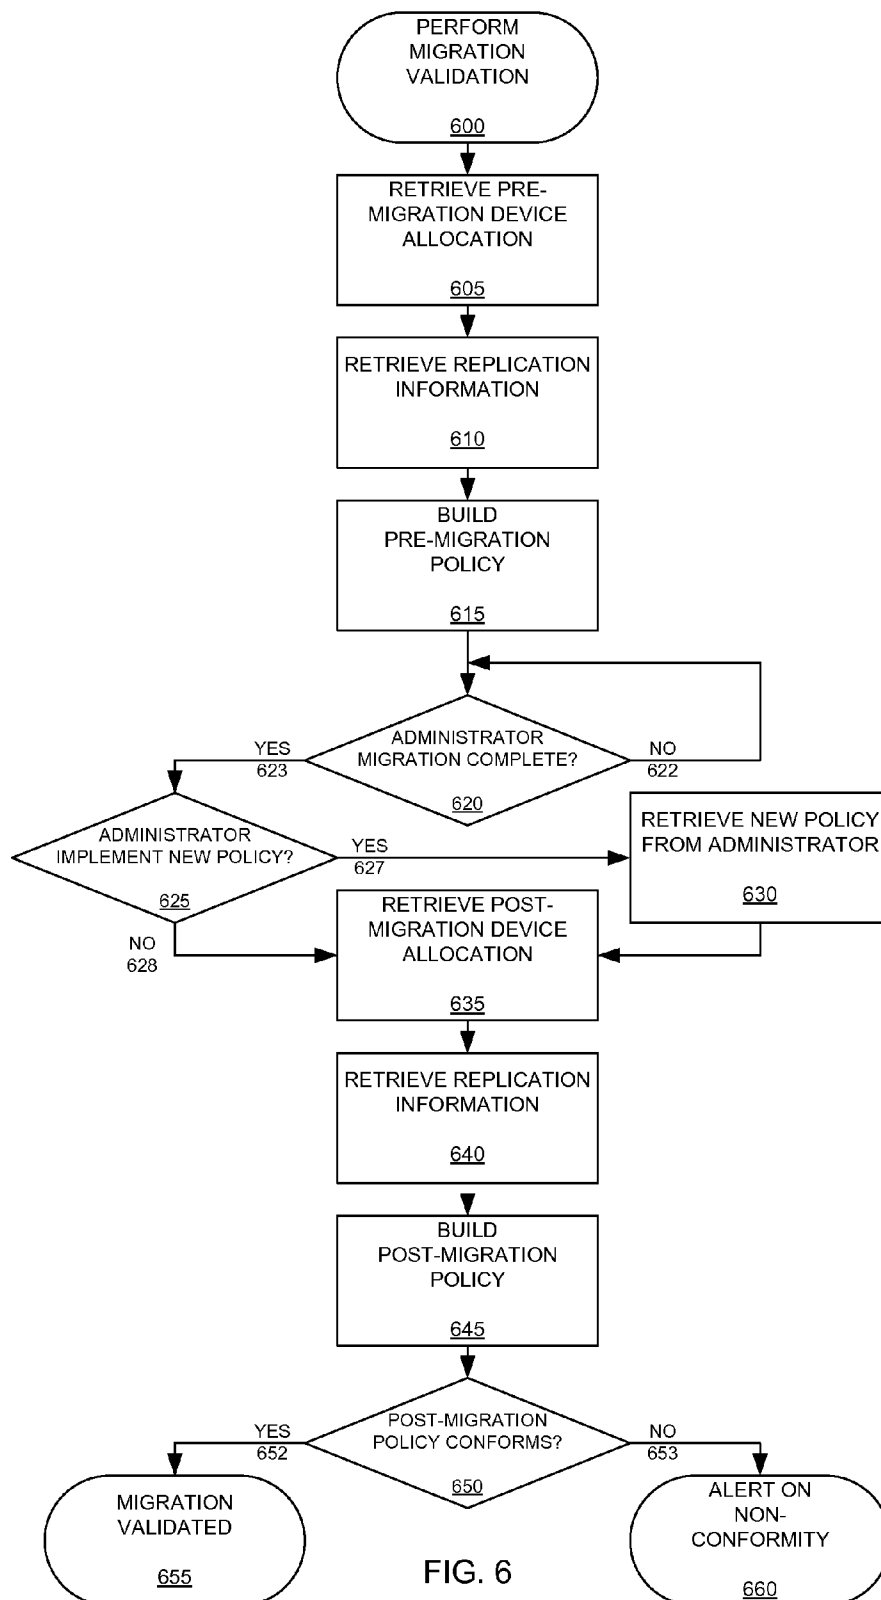 PERFORM
MIGRATION
VALIDATION
600
RETRIEVE PRE-
MIGRATION DEVICE
ALLOCATION
605
RETRIEVE REPLICATION
INFORMATION
610
BUILD
PRE-MIGRATION
POLICY
615
ADMINISTRATOR
MIGRATION COMPLETE?
620
YES
623
NO
622
ADMINISTRATOR
IMPLEMENT NEW POLICY?
625
YES
627
NO
628
RETRIEVE NEW POLICY
FROM ADMINISTRATOR
630
RETRIEVE POST-
MIGRATION DEVICE
ALLOCATION
635
RETRIEVE REPLICATION
INFORMATION
640
BUILD
POST-MIGRATION
POLICY
645
POST-MIGRATION
POLICY CONFORMS?
650
YES
652
NO
653
MIGRATION
VALIDATED
655
ALERT ON
NON-
CONFORMITY
660
FIG. 6